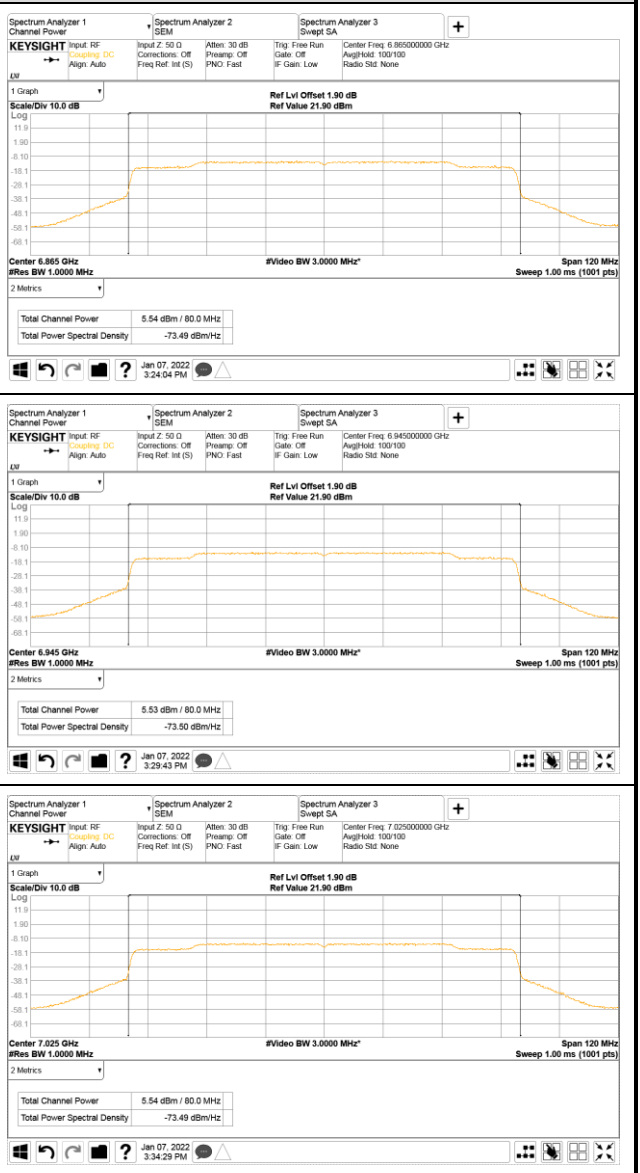 Spectrum Analyzer 1
Channel Power
Spectrum Analyzer 2
SEM
Spectrum Analyzer 3
Swept SA
+
KEYSIGHT
Input: RF
Coupling: DC
Align: Auto
Input Z: 50 Ω
Corrections: Off
Freq Ref: Int (S)
Atten: 30 dB
Preamp: Off
PNO: Fast
Trig: Free Run
Gate: Off
IF Gain: Low
Center Freq: 6.865000000 GHz
Avg|Hold: 100/100
Radio Std: None
LXI
1 Graph
Scale/Div 10.0 dB
Ref Lvl Offset 1.90 dB
Ref Value 21.90 dBm
Log
11.9
1.90
-8.10
-18.1
-28.1
-38.1
-48.1
-58.1
-68.1
Center 6.865 GHz
#Res BW 1.0000 MHz
#Video BW 3.0000 MHz*
Span 120 MHz
Sweep 1.00 ms (1001 pts)
2 Metrics
Total Channel Power 5.54 dBm / 80.0 MHz
Total Power Spectral Density -73.49 dBm/Hz
?
Jan 07, 2022
3:24:04 PM
Spectrum Analyzer 1
Channel Power
Spectrum Analyzer 2
SEM
Spectrum Analyzer 3
Swept SA
+
KEYSIGHT
Input: RF
Coupling: DC
Align: Auto
Input Z: 50 Ω
Corrections: Off
Freq Ref: Int (S)
Atten: 30 dB
Preamp: Off
PNO: Fast
Trig: Free Run
Gate: Off
IF Gain: Low
Center Freq: 6.945000000 GHz
Avg|Hold: 100/100
Radio Std: None
LXI
1 Graph
Scale/Div 10.0 dB
Ref Lvl Offset 1.90 dB
Ref Value 21.90 dBm
Log
11.9
1.90
-8.10
-18.1
-28.1
-38.1
-48.1
-58.1
-68.1
Center 6.945 GHz
#Res BW 1.0000 MHz
#Video BW 3.0000 MHz*
Span 120 MHz
Sweep 1.00 ms (1001 pts)
2 Metrics
Total Channel Power 5.53 dBm / 80.0 MHz
Total Power Spectral Density -73.50 dBm/Hz
?
Jan 07, 2022
3:29:43 PM
Spectrum Analyzer 1
Channel Power
Spectrum Analyzer 2
SEM
Spectrum Analyzer 3
Swept SA
+
KEYSIGHT
Input: RF
Coupling: DC
Align: Auto
Input Z: 50 Ω
Corrections: Off
Freq Ref: Int (S)
Atten: 30 dB
Preamp: Off
PNO: Fast
Trig: Free Run
Gate: Off
IF Gain: Low
Center Freq: 7.025000000 GHz
Avg|Hold: 100/100
Radio Std: None
LXI
1 Graph
Scale/Div 10.0 dB
Ref Lvl Offset 1.90 dB
Ref Value 21.90 dBm
Log
11.9
1.90
-8.10
-18.1
-28.1
-38.1
-48.1
-58.1
-68.1
Center 7.025 GHz
#Res BW 1.0000 MHz
#Video BW 3.0000 MHz*
Span 120 MHz
Sweep 1.00 ms (1001 pts)
2 Metrics
Total Channel Power 5.54 dBm / 80.0 MHz
Total Power Spectral Density -73.49 dBm/Hz
?
Jan 07, 2022
3:34:29 PM